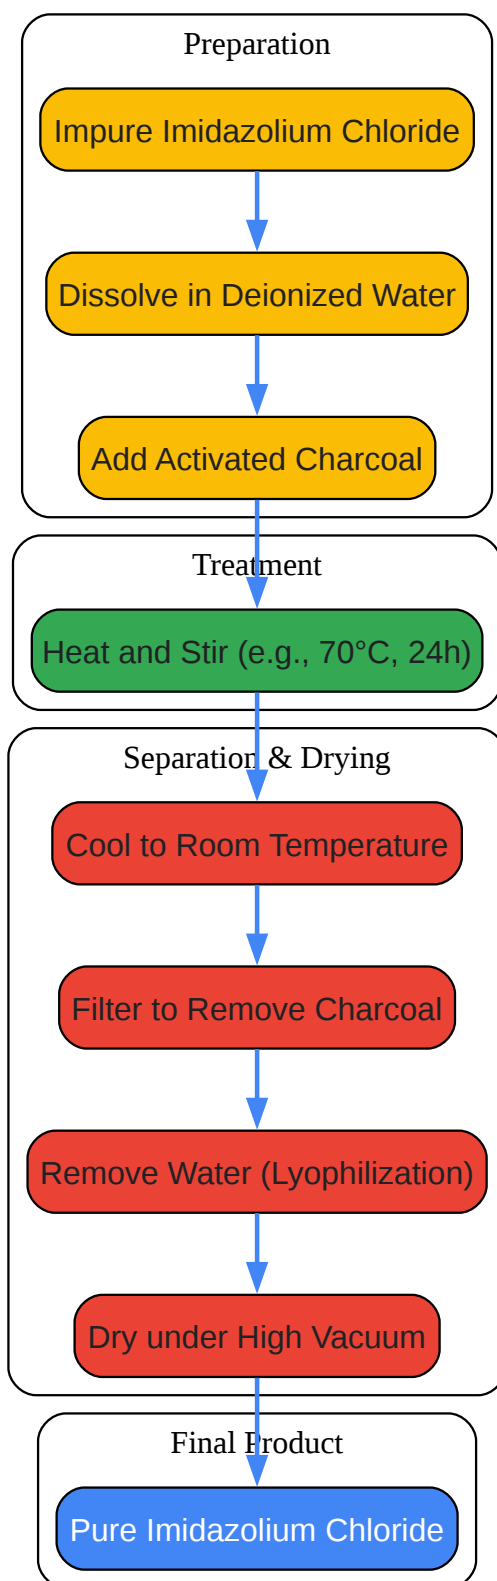 Preparation
Impure Imidazolium Chloride
Dissolve in Deionized Water
Add Activated Charcoal
Treatment
Heat and Stir (e.g., 70°C, 24h)
Separation & Drying
Cool to Room Temperature
Filter to Remove Charcoal
Remove Water (Lyophilization)
Dry under High Vacuum
Final Product
Pure Imidazolium Chloride